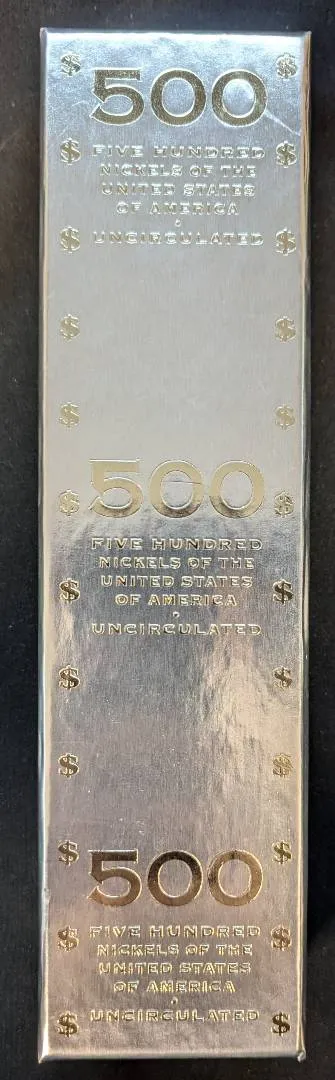 $ 500 $
$ FIVE HUNDRED $
NICKELS OF THE
UNITED STATES
OF AMERICA
•
$ UNCIRCULATED $
$ $
$ $
$ 500 $
FIVE HUNDRED
NICKELS OF THE
$ UNITED STATES $
OF AMERICA
•
UNCIRCULATED
$ $
$ $
$ 500 $
$ FIVE HUNDRED $
NICKELS OF THE
UNITED STATES
OF AMERICA
•
$ UNCIRCULATED $